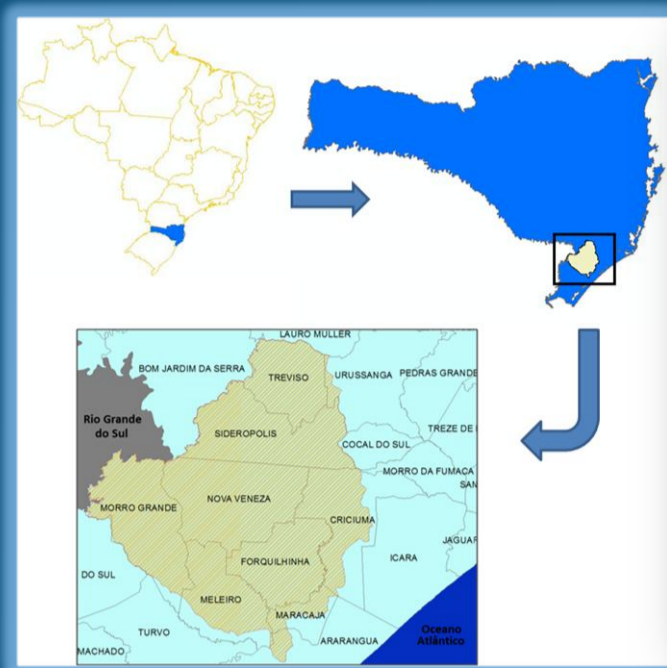 LAURO MULLER
BOM JARDIM DA SERRA
TREVISO
URUSSANGA
PEDRAS GRANDE
Rio Grande
do Sul
SIDEROPOLIS
COCAL DO SUL
TREZE DE
MORRO DA FUMAÇA
SAN
MORRO GRANDE
NOVA VENEZA
CRICIUMA
JAGUAR
FORQUILHINHA
ICARA
DO SUL
MELEIRO
MARACAJA
TURVO
ARARANGUA
Oceano
Atlântico
MACHADO